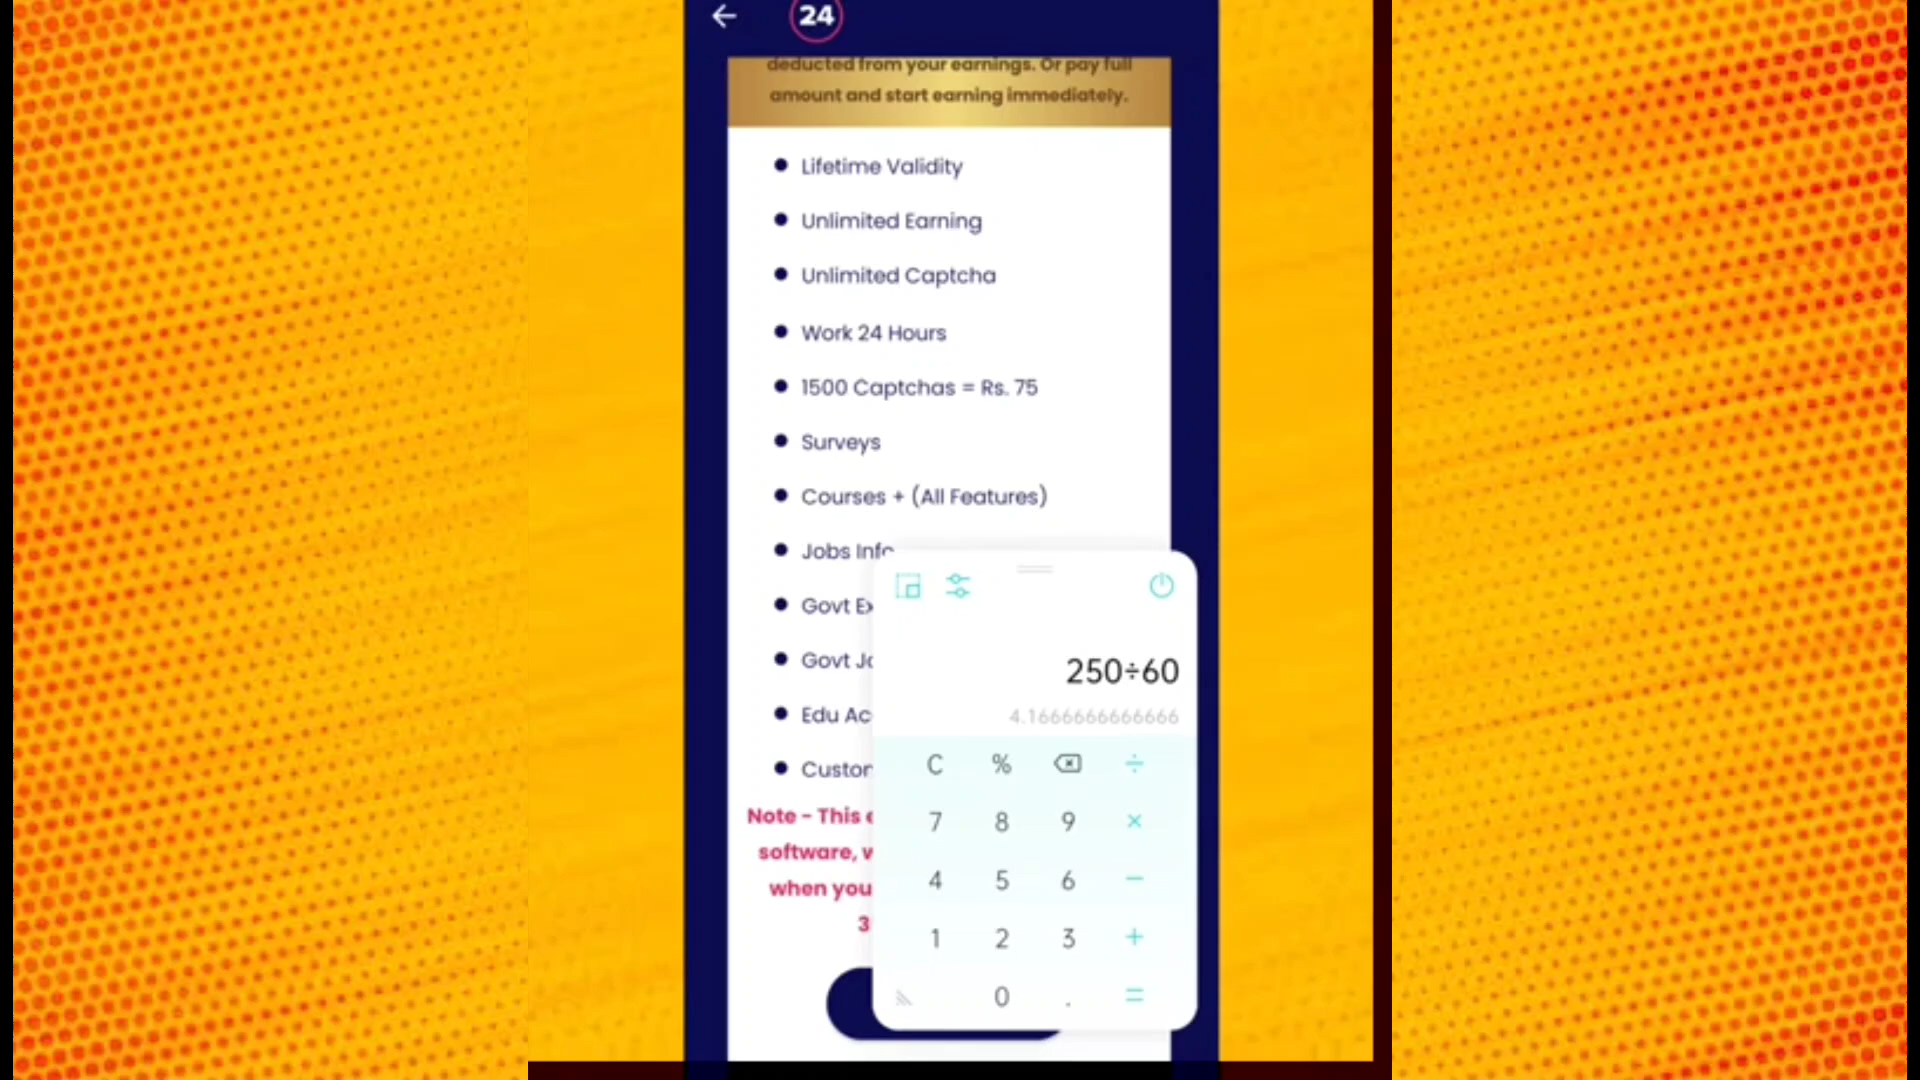 24
deducted from your earnings. Or pay full
amount and start earning immediately.
Lifetime Validity
Unlimited Earning
Unlimited Captcha
Work 24 Hours
1500 Captchas = Rs. 75
Surveys
Courses + (All Features)
Jobs Info
Govt
Govt
Edu
Note - This
software,
when you
3
250÷60
4.1666666666666
C % ÷
7 8 9 ×
4 5 6 −
1 2 3 +
0 . =